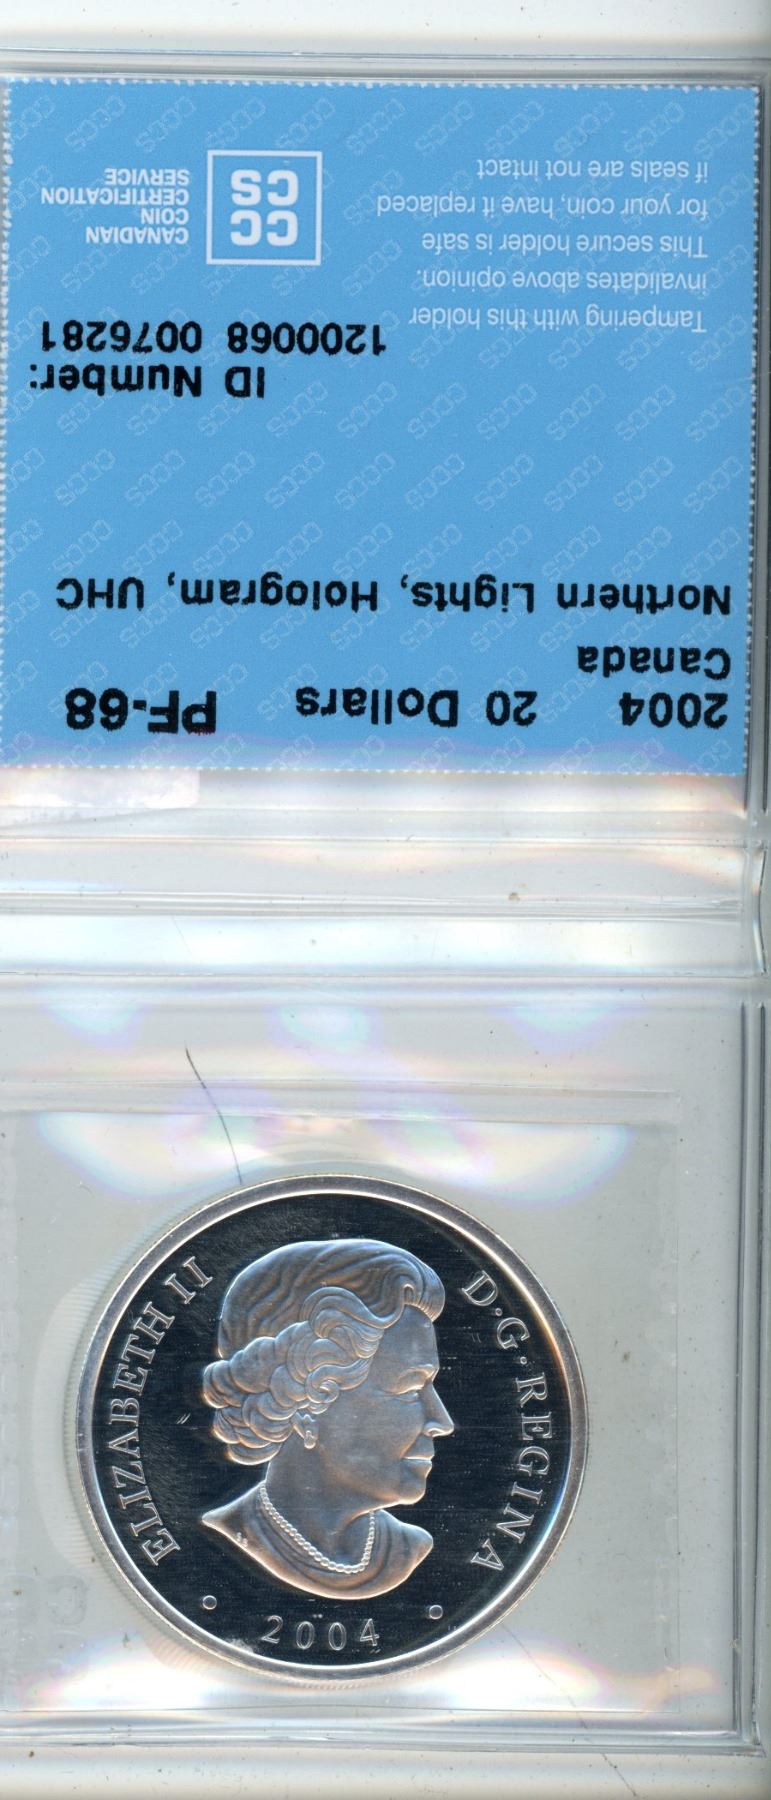 2004 20 Dollars PF-68
Canada
Northern Lights, Hologram, UHC
ID Number:
1200068 0076281
Tampering with this holder
invalidates above opinion.
This secure holder is safe
for your coin, have it replaced
if seals are not intact
CC
CS
CANADIAN
COIN
CERTIFICATION
SERVICE
ELIZABETH II
D·G·REGINA
2004